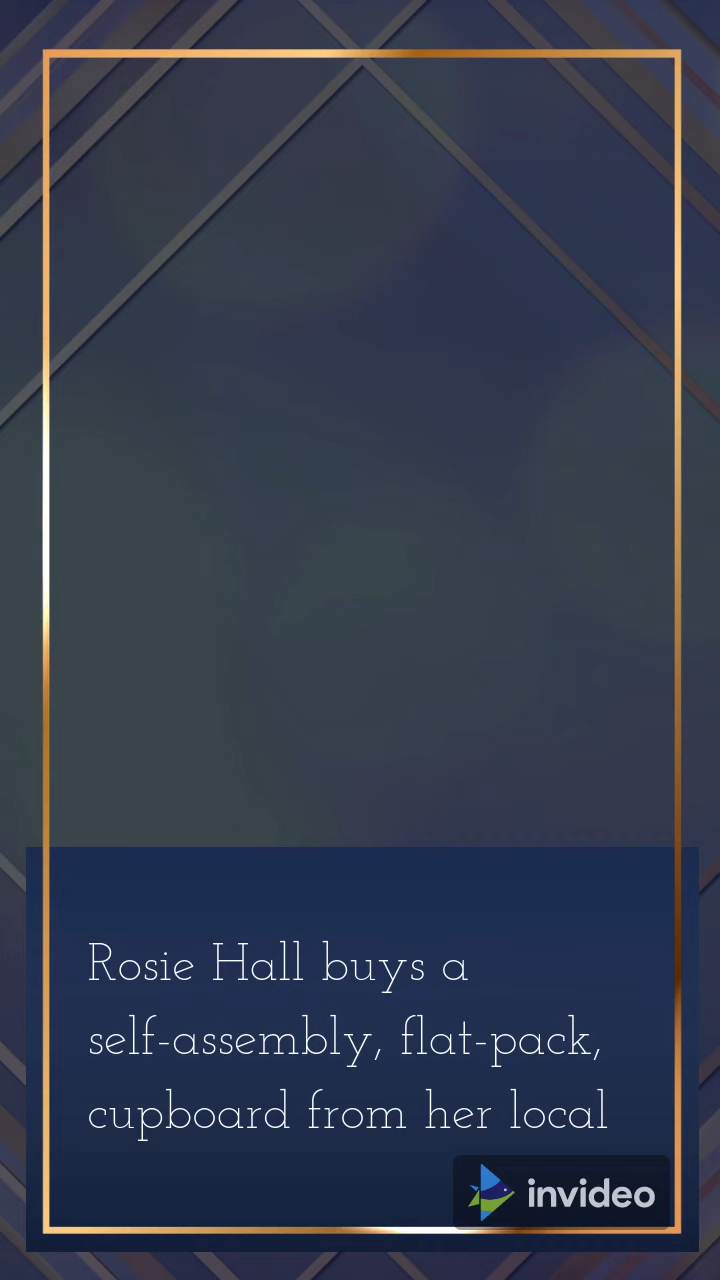 Rosie Hall buys a
self-assembly, flat-pack,
cupboard from her local
invideo